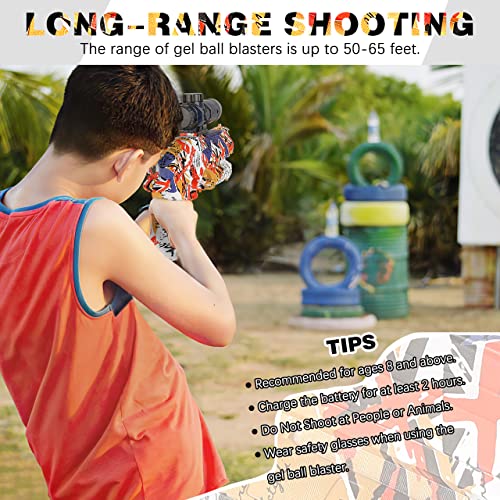 LONG--RANGE SHOOTING
The range of gel ball blasters is up to 50-65 feet.
TIPS
• Recommended for ages 8 and above.
• Charge the battery for at least 2 hours.
• Do Not Shoot at People or Animals.
• Wear safety glasses when using the
gel ball blaster.